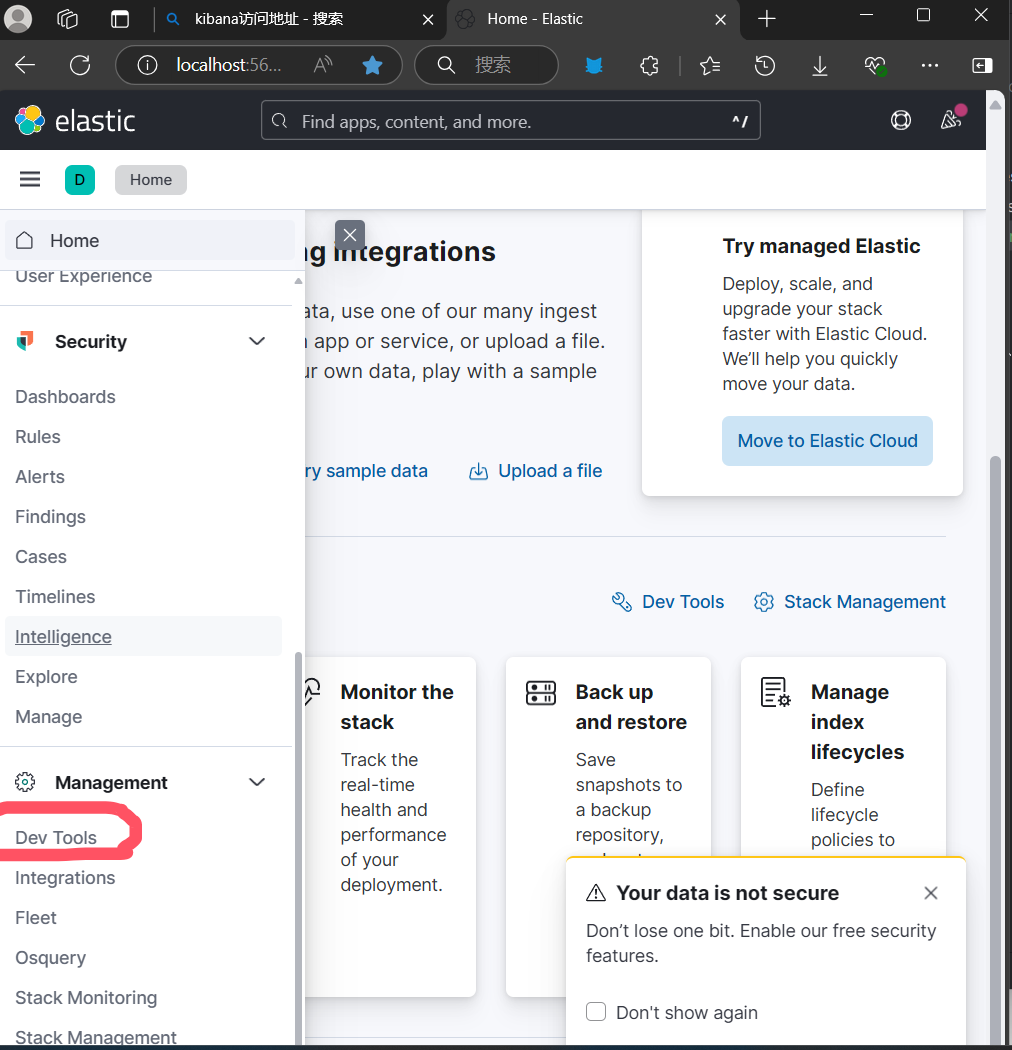 kibana访问地址 - 搜索
Home - Elastic
localhost:56...
搜索
elastic
Find apps, content, and more.
^/
D
Home
Home
User Experience
Security
Dashboards
Rules
Alerts
Findings
Cases
Timelines
Intelligence
Explore
Manage
Management
Dev Tools
Integrations
Fleet
Osquery
Stack Monitoring
Stack Management
integrations
ata, use one of our many ingest
app or service, or upload a file.
ur own data, play with a sample
ry sample data
Upload a file
Try managed Elastic
Deploy, scale, and
upgrade your stack
faster with Elastic Cloud.
We’ll help you quickly
move your data.
Move to Elastic Cloud
Dev Tools
Stack Management
Monitor the
stack
Track the
real-time
health and
performance
of your
deployment.
Back up
and restore
Save
snapshots to
a backup
repository,
Manage
index
lifecycles
Define
lifecycle
policies to
Your data is not secure
Don’t lose one bit. Enable our free security
features.
Don't show again